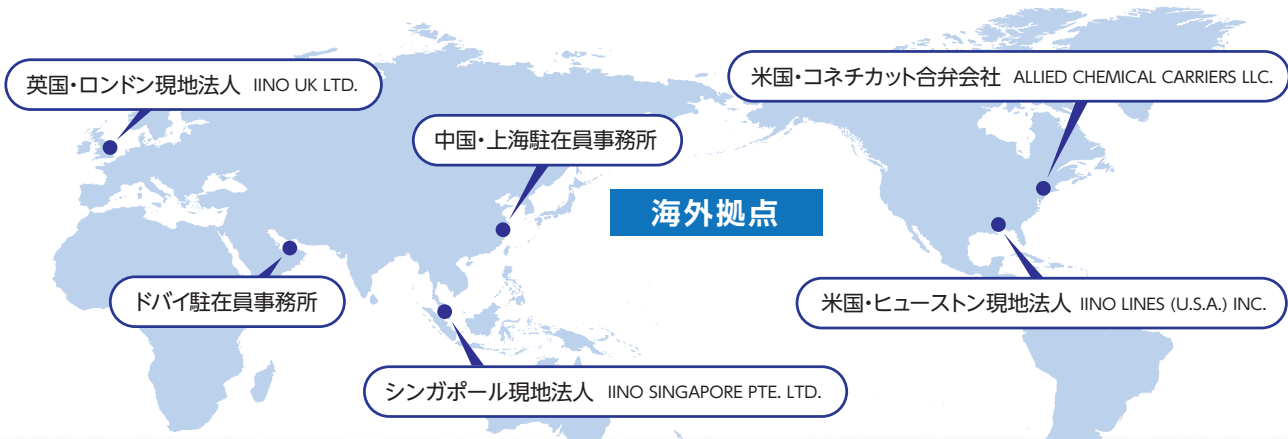 英国・ロンドン現地法人 IINO UK LTD.
米国・コネチカット合弁会社 ALLIED CHEMICAL CARRIERS LLC.
中国・上海駐在員事務所
海外拠点
ドバイ駐在員事務所
米国・ヒューストン現地法人 IINO LINES (U.S.A.) INC.
シンガポール現地法人 IINO SINGAPORE PTE. LTD.